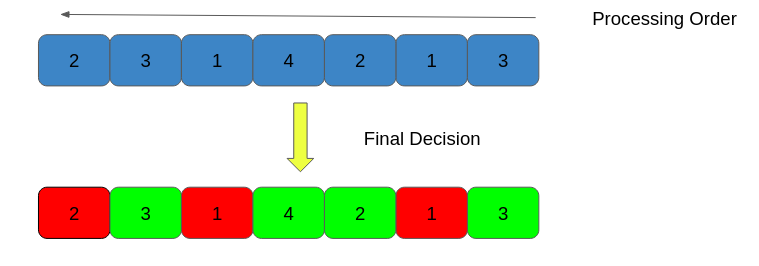 Processing Order
2 3 1 4 2 1 3
Final Decision
2 3 1 4 2 1 3